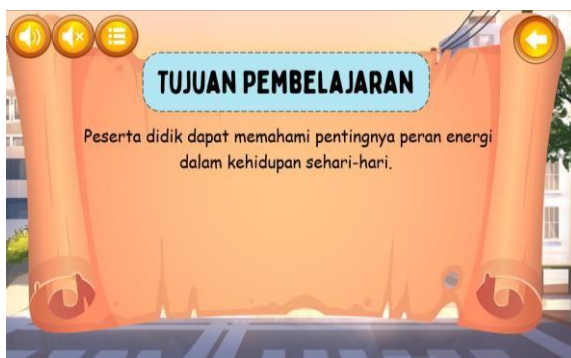 TUJUAN PEMBELAJARAN
Peserta didik dapat memahami pentingnya peran energi
dalam kehidupan sehari-hari.